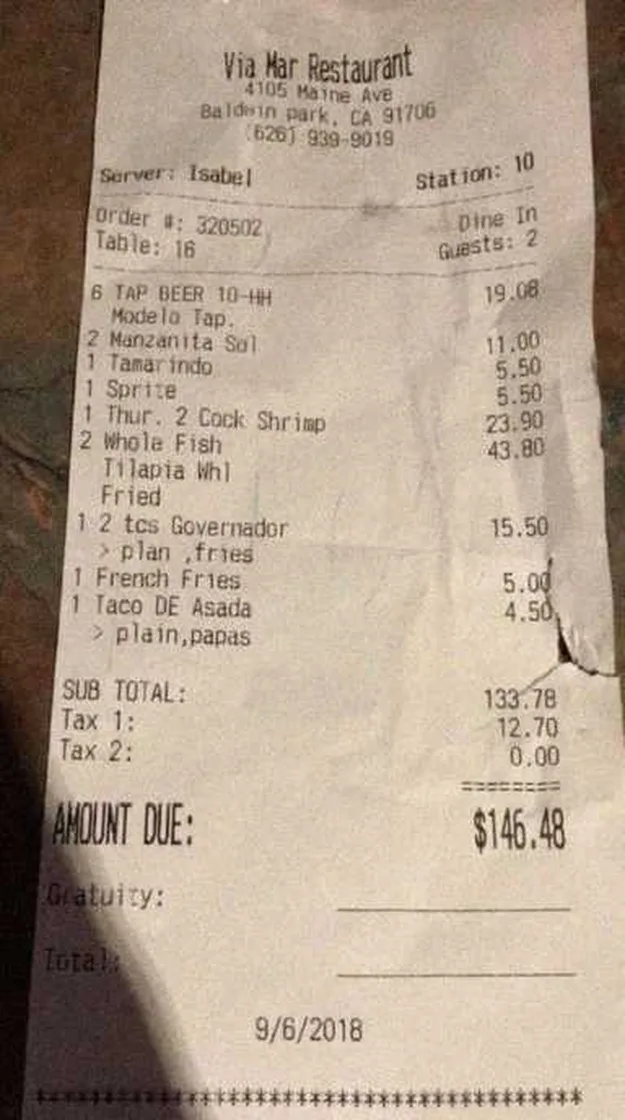 Via Mar Restaurant
4105 Maine Ave
Baldwin park, CA 91706
(626) 939-9019
Server: Isabel Station: 10
Order #: 320502 Dine In
Table: 16 Guests: 2
6 TAP BEER 10-HH 19.08
Modelo Tap.
2 Manzanita Sol 11.00
1 Tamarindo 5.50
1 Sprite 5.50
1 Thur. 2 Cock Shrimp 23.90
2 Whole Fish 43.80
Tilapia Whl
Fried
1 2 tcs Governador 15.50
> plan ,fries
1 French Fries 5.00
1 Taco DE Asada 4.50
> plain,papas
SUB TOTAL: 133.78
Tax 1: 12.70
Tax 2: 0.00
========
AMOUNT DUE: $146.48
Gratuity:
Total:
9/6/2018
****************************************